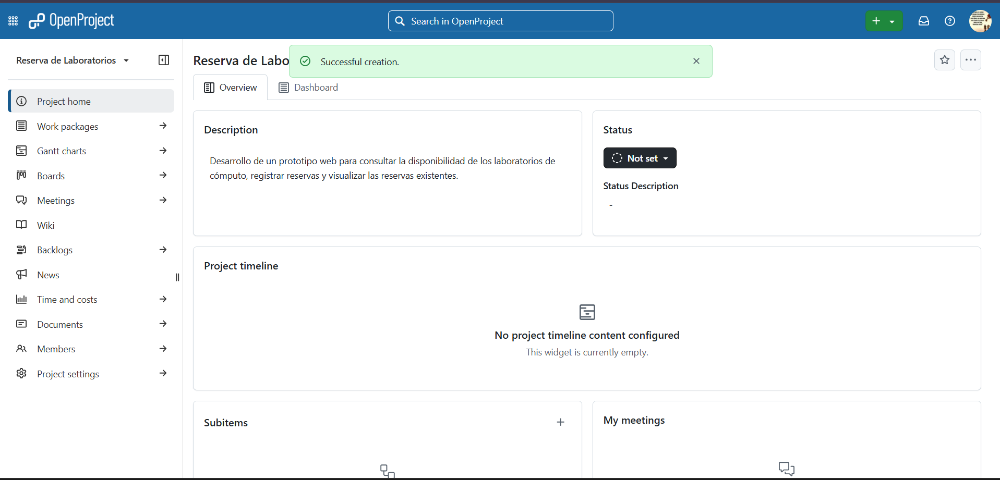 OpenProject
Search in OpenProject
Reserva de Laboratorios
Project home
Work packages
Gantt charts
Boards
Meetings
Wiki
Backlogs
News
Time and costs
Documents
Members
Project settings
Reserva de Labo
Successful creation.
Overview
Dashboard
Description
Desarrollo de un prototipo web para consultar la disponibilidad de los laboratorios de
cómputo, registrar reservas y visualizar las reservas existentes.
Status
Not set
Status Description
-
Project timeline
No project timeline content configured
This widget is currently empty.
Subitems
My meetings